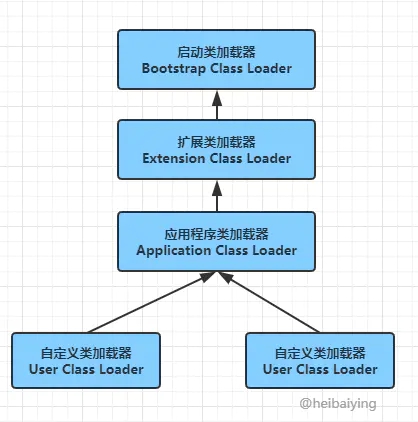 启动类加载器
Bootstrap Class Loader
扩展类加载器
Extension Class Loader
应用程序类加载器
Application Class Loader
自定义类加载器
User Class Loader
自定义类加载器
User Class Loader
@heibaiying